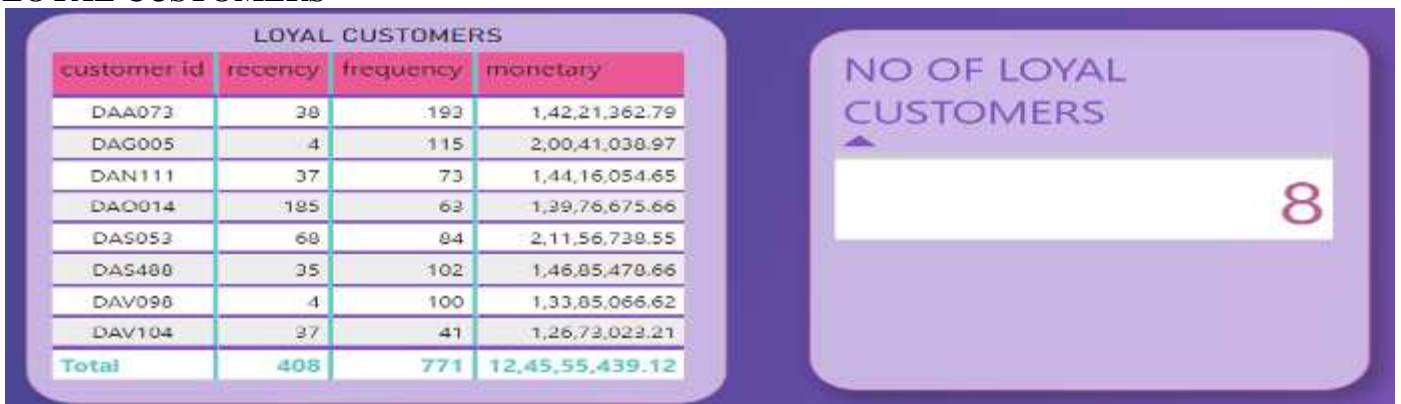 LOYAL CUSTOMERS
LOYAL CUSTOMERS
customer id recency frequency monetary
DAA073 38 193 1,42,21,362.79
DAG005 4 115 2,00,41,038.97
DAN111 37 73 1,44,16,054.65
DAO014 185 63 1,39,76,675.66
DAS053 68 84 2,11,56,738.55
DAS488 35 102 1,46,85,478.66
DAV098 4 100 1,33,85,066.62
DAV104 37 41 1,26,73,023.21
Total 408 771 12,45,55,439.12
NO OF LOYAL
CUSTOMERS
8